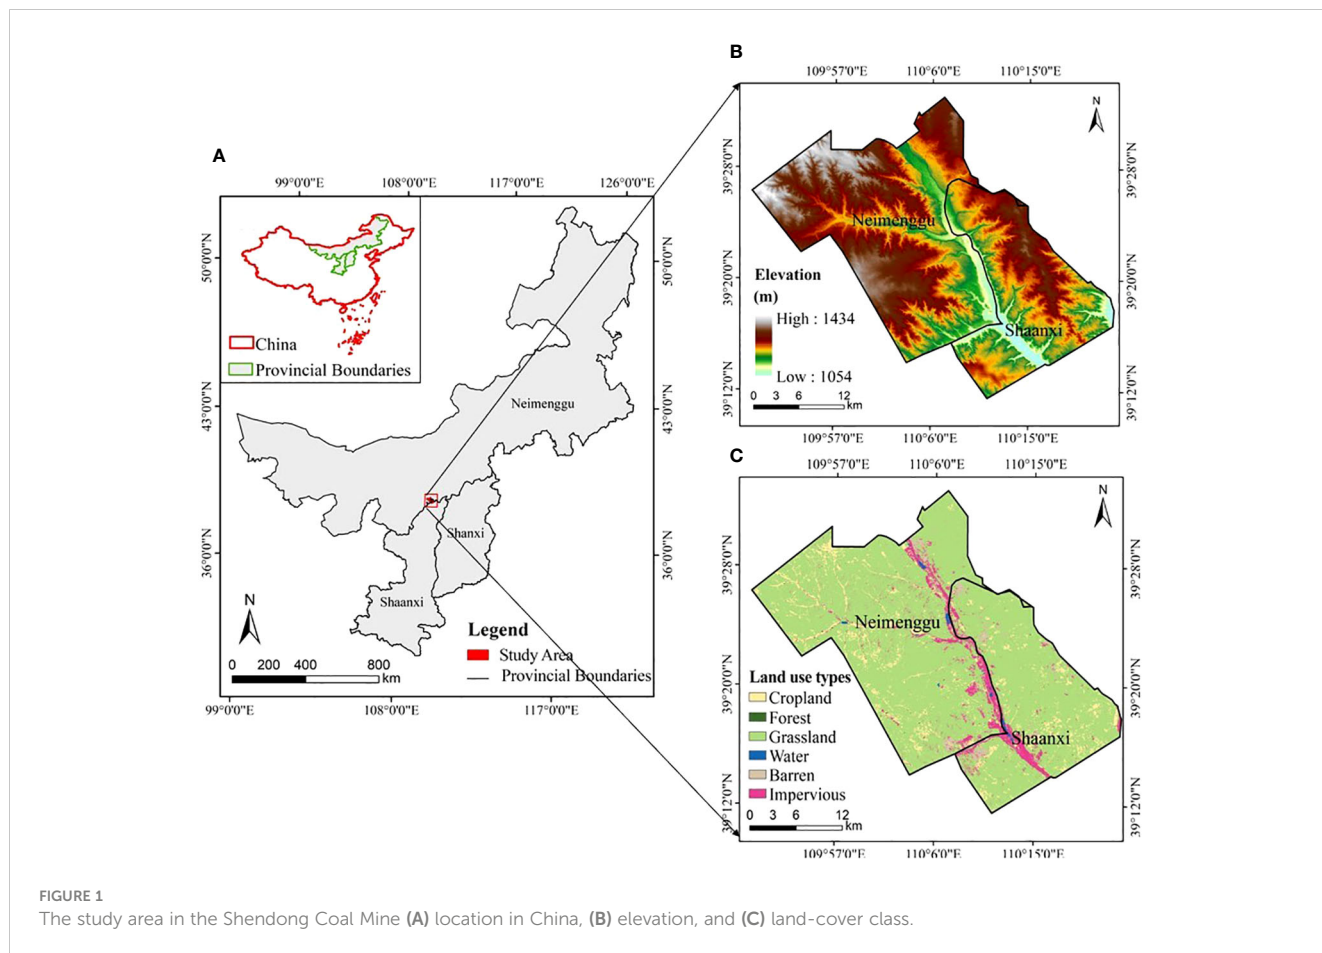 A
99°0'0"E 108°0'0"E 117°0'0"E 126°0'0"E
50°0'0"N
43°0'0"N
36°0'0"N
50°0'0"N
43°0'0"N
36°0'0"N
China
Provincial Boundaries
Neimenggu
Shanxi
Shaanxi
N
0 200 400 800
km
Legend
Study Area
Provincial Boundaries
99°0'0"E 108°0'0"E 117°0'0"E
B
109°57'0"E 110°6'0"E 110°15'0"E
N
39°28'0"N
39°20'0"N
39°12'0"N
39°28'0"N
39°20'0"N
39°12'0"N
Neimenggu
Shaanxi
Elevation
(m)
High : 1434
Low : 1054
0 3 6 12
km
109°57'0"E 110°6'0"E 110°15'0"E
C
109°57'0"E 110°6'0"E 110°15'0"E
N
39°28'0"N
39°20'0"N
39°12'0"N
39°28'0"N
39°20'0"N
39°12'0"N
Neimenggu
Shaanxi
Land use types
Cropland
Forest
Grassland
Water
Barren
Impervious
0 3 6 12
km
109°57'0"E 110°6'0"E 110°15'0"E
FIGURE 1
The study area in the Shendong Coal Mine (A) location in China, (B) elevation, and (C) land-cover class.